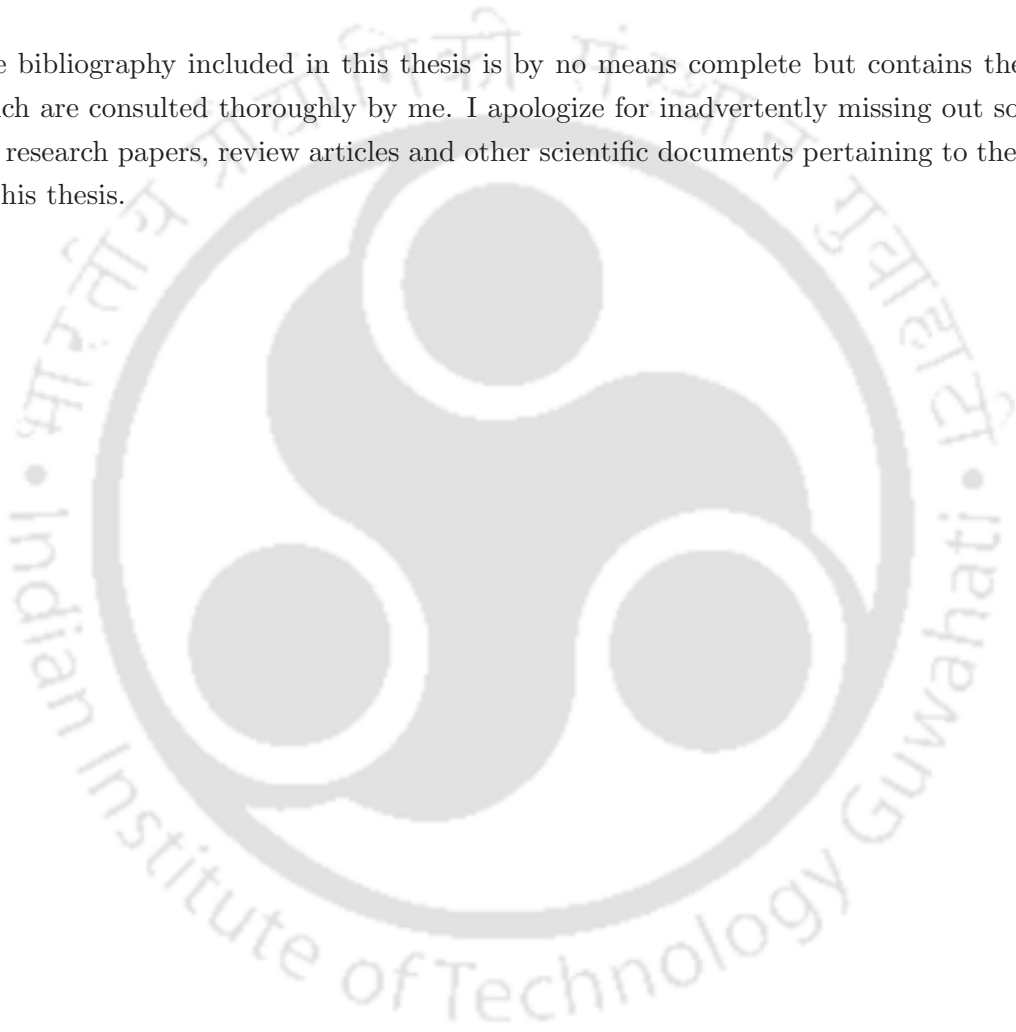 e bibliography included in this thesis is by no means complete but contains the
ich are consulted thoroughly by me. I apologize for inadvertently missing out so
research papers, review articles and other scientific documents pertaining to the
his thesis.
भारतीय प्रौद्योगिकी संस्थान गुवाहाटी
• Indian Institute of Technology Guwahati •